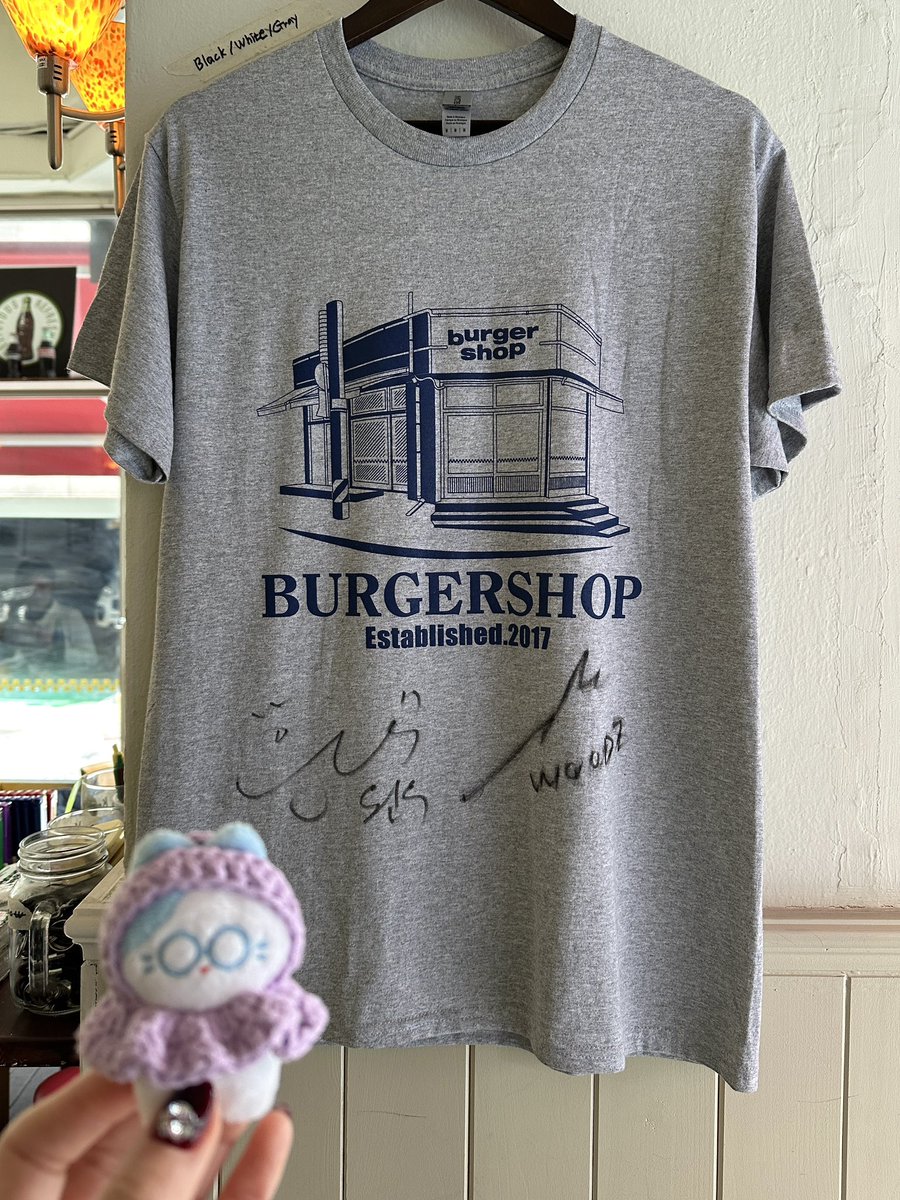 Black/White/Gray
burger
shop
BURGERSHOP
Established.2017
WOODZ